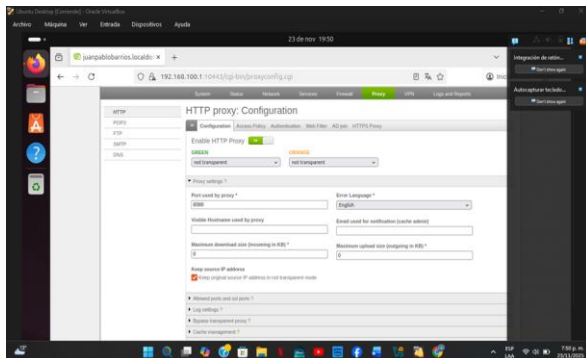 Ubuntu Desktop [Corriendo] - Oracle VirtualBox
Archivo Máquina Ver Entrada Dispositivos Ayuda
23 de nov 19:50
juanpablobarrios.localdo
192.168.100.1:10443/cgi-bin/proxyconfig.cgi
Integración de ratón...
Don't show again
Autocapturar teclado...
Don't show again
System Status Network Services Firewall Proxy VPN Logs and Reports
HTTP
POP3
FTP
SMTP
DNS
HTTP proxy: Configuration
Configuration Access Policy Authentication Web Filter AD join HTTPS Proxy
Enable HTTP Proxy
GREEN ORANGE
not transparent not transparent
Proxy settings ?
Port used by proxy * Error Language *
8080 English
Visible Hostname used by proxy Email used for notification (cache admin)
Maximum download size (incoming in KB) * Maximum upload size (outgoing in KB) *
0 0
Keep source IP address
Keep original source IP address in not transparent mode
Allowed ports and ssl ports ?
Log settings ?
Bypass transparent proxy ?
Cache management ?
ESP
LAA
7:50 p. m.
23/11/2025